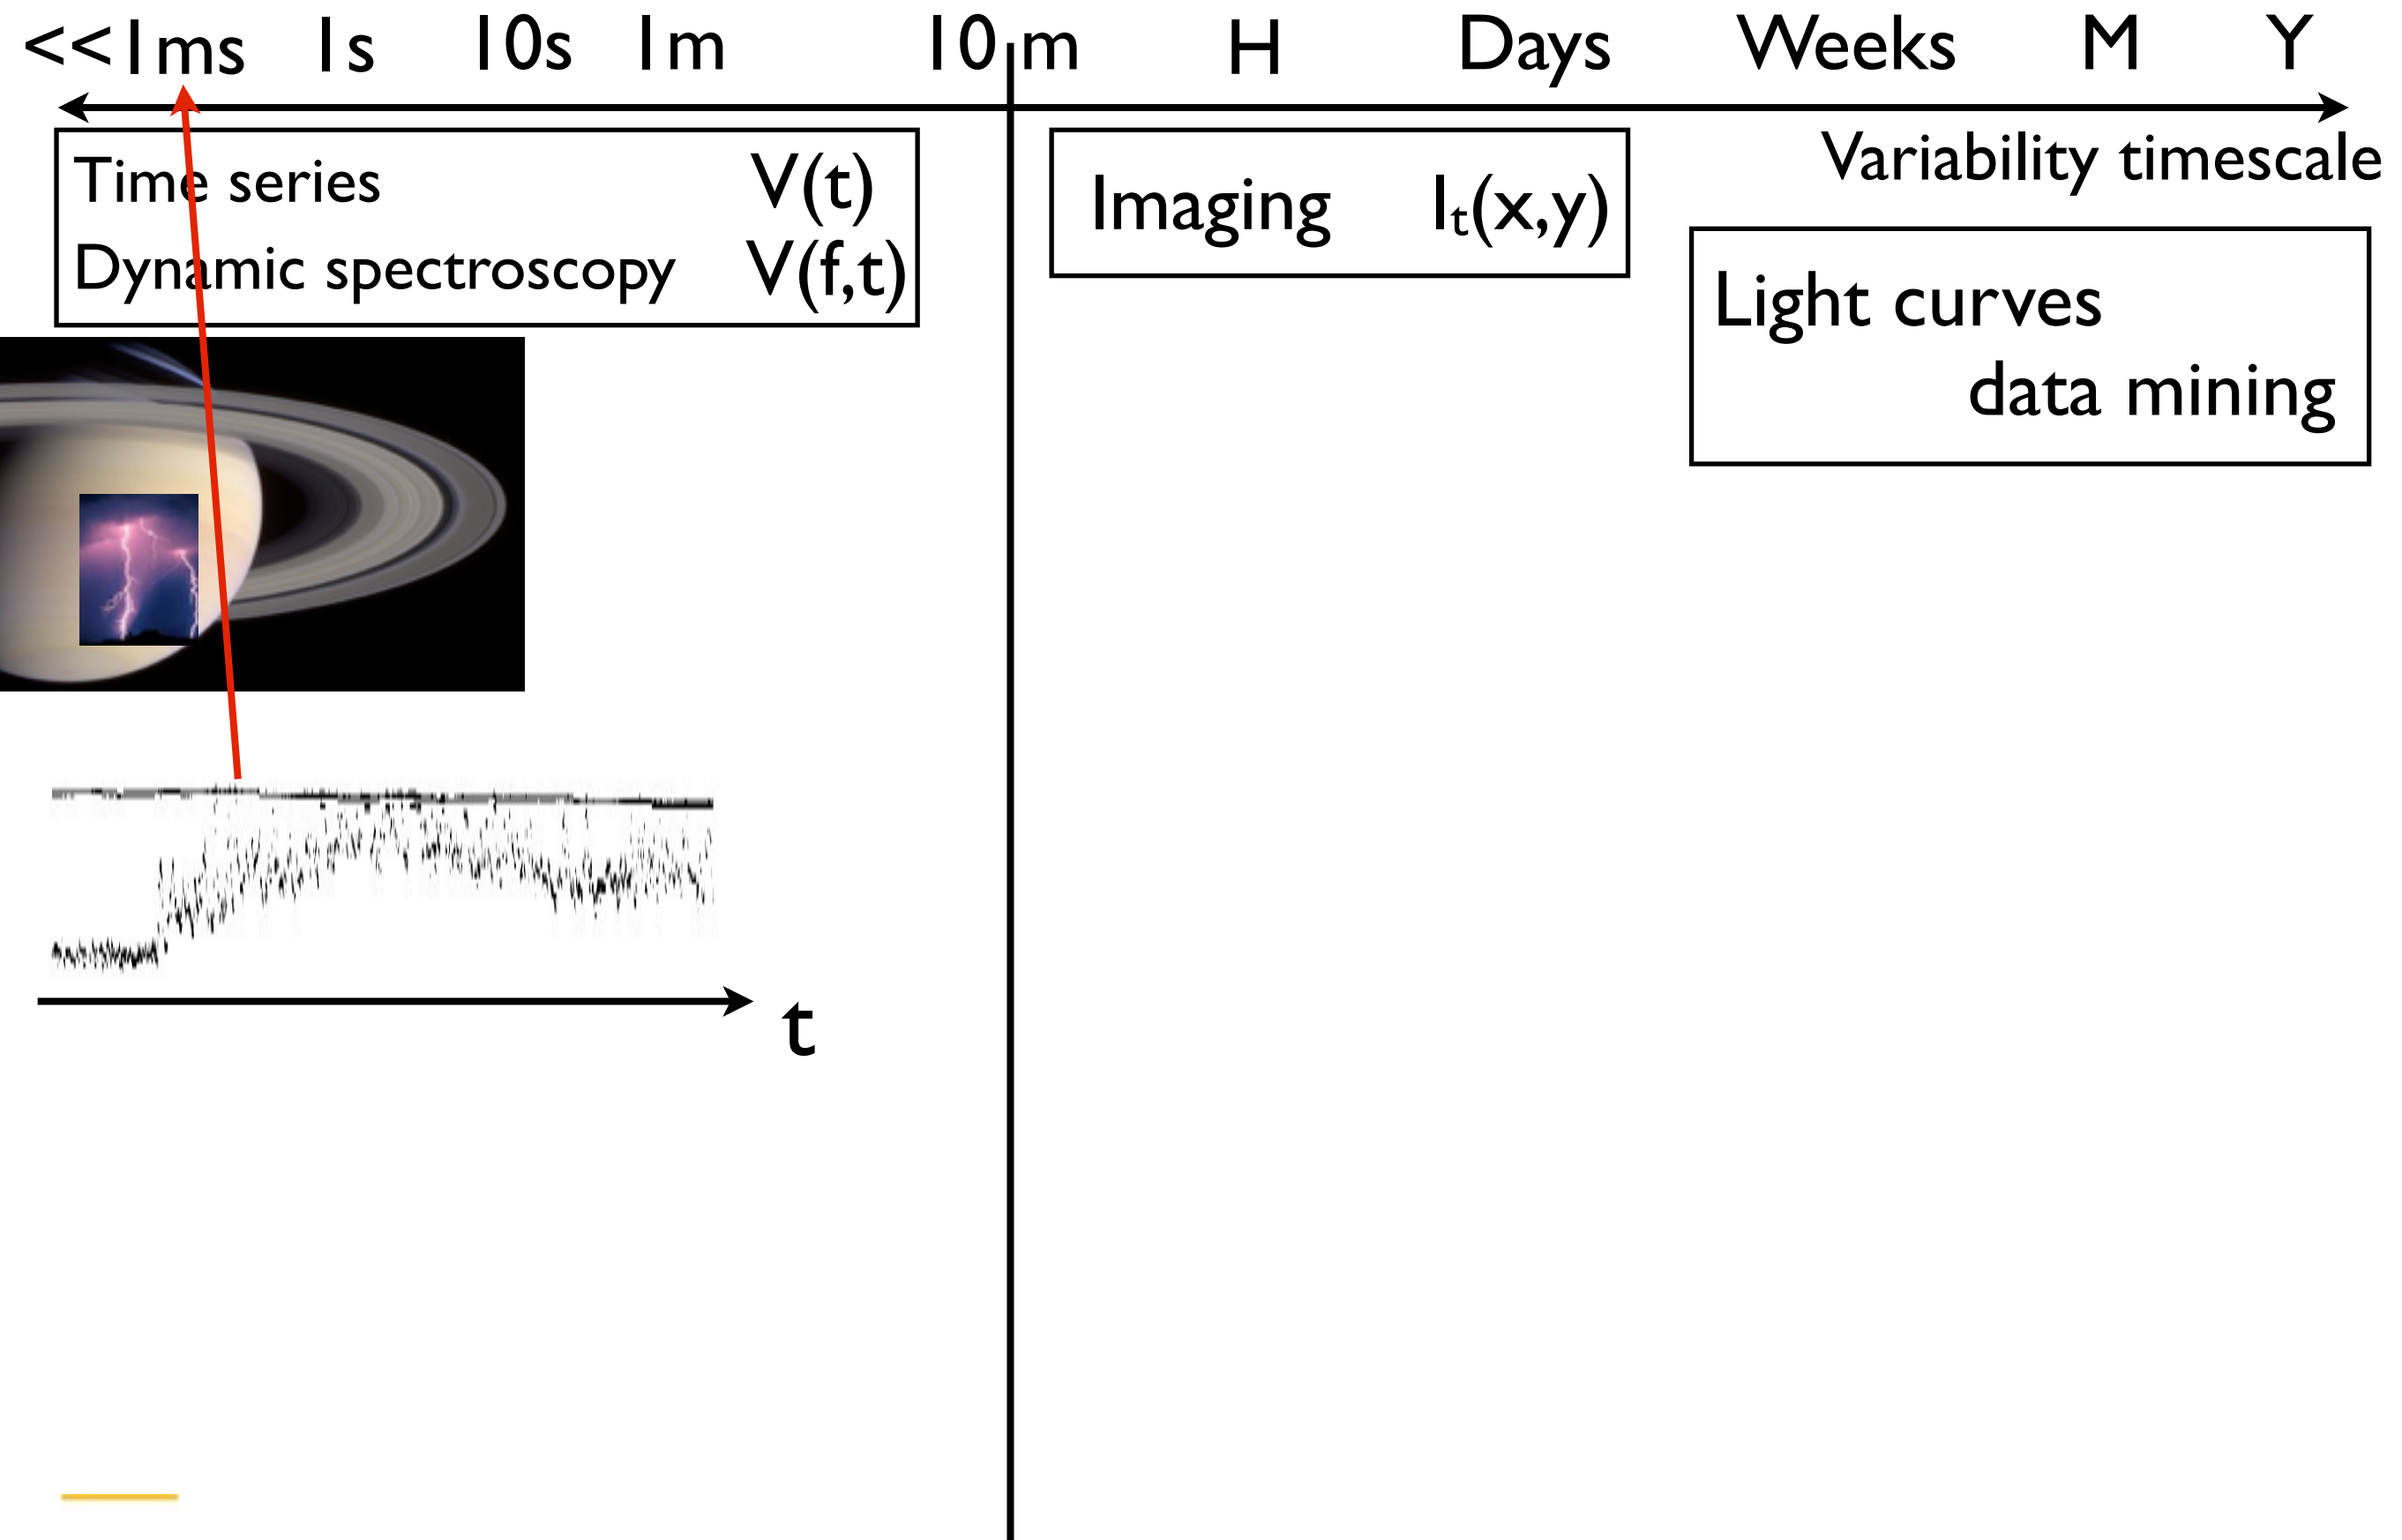 <<1ms 1s 10s 1m 10 m H Days Weeks M Y
Variability timescale
Time series V(t)
Dynamic spectroscopy V(f,t)
Imaging It(x,y)
Light curves
data mining
t